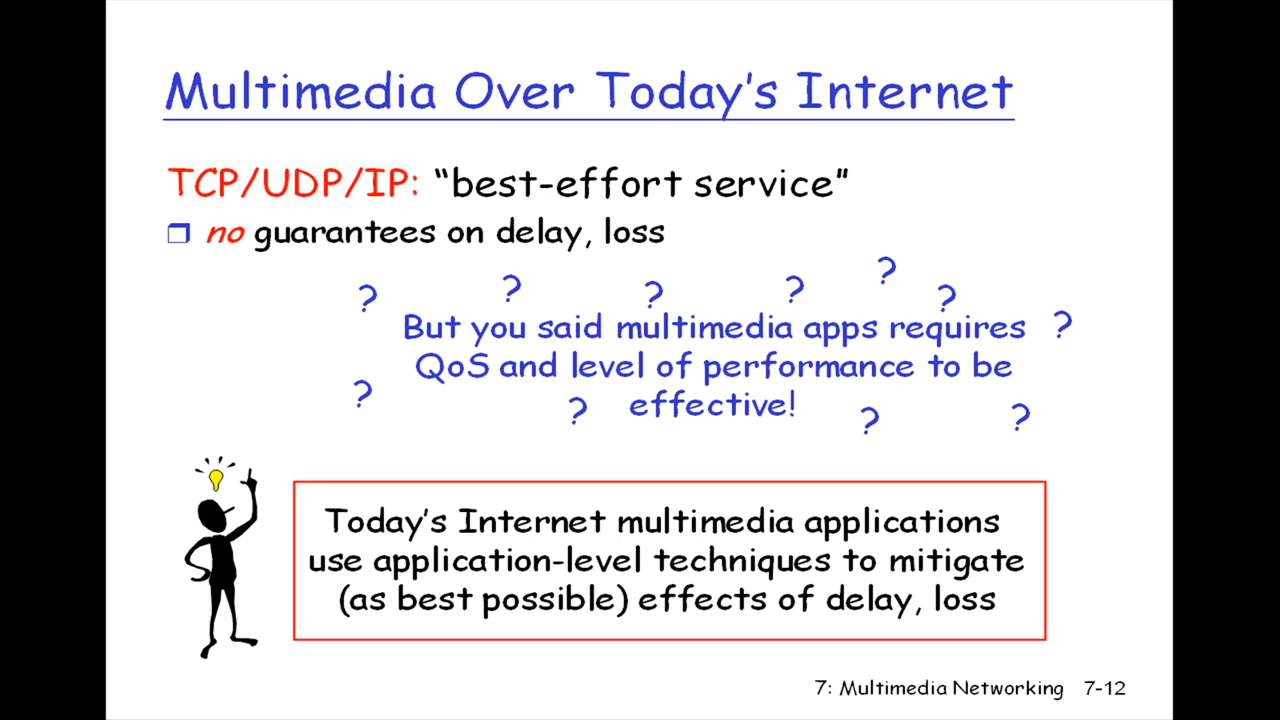 Multimedia Over Today's Internet
TCP/UDP/IP: “best-effort service”
no guarantees on delay, loss
? ? ? ? ? ? ?
But you said multimedia apps requires
QoS and level of performance to be
effective!
? ? ? ?
Today's Internet multimedia applications
use application-level techniques to mitigate
(as best possible) effects of delay, loss
7: Multimedia Networking 7-12